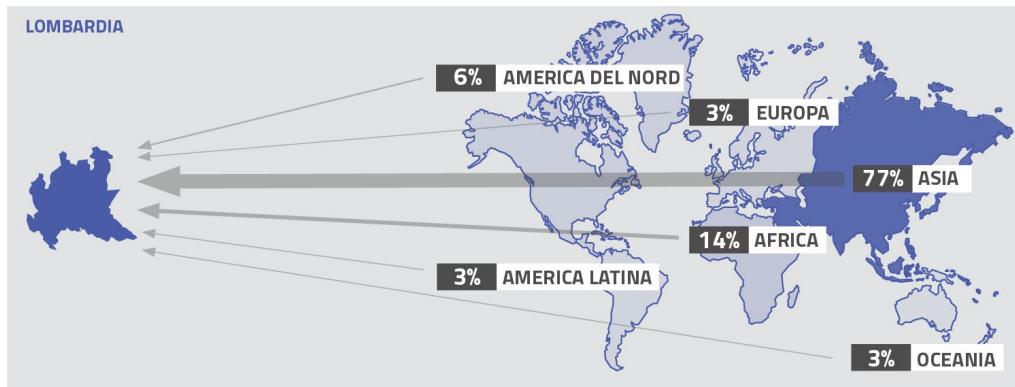 LOMBARDIA
6% AMERICA DEL NORD
3% EUROPA
77% ASIA
14% AFRICA
3% AMERICA LATINA
3% OCEANIA